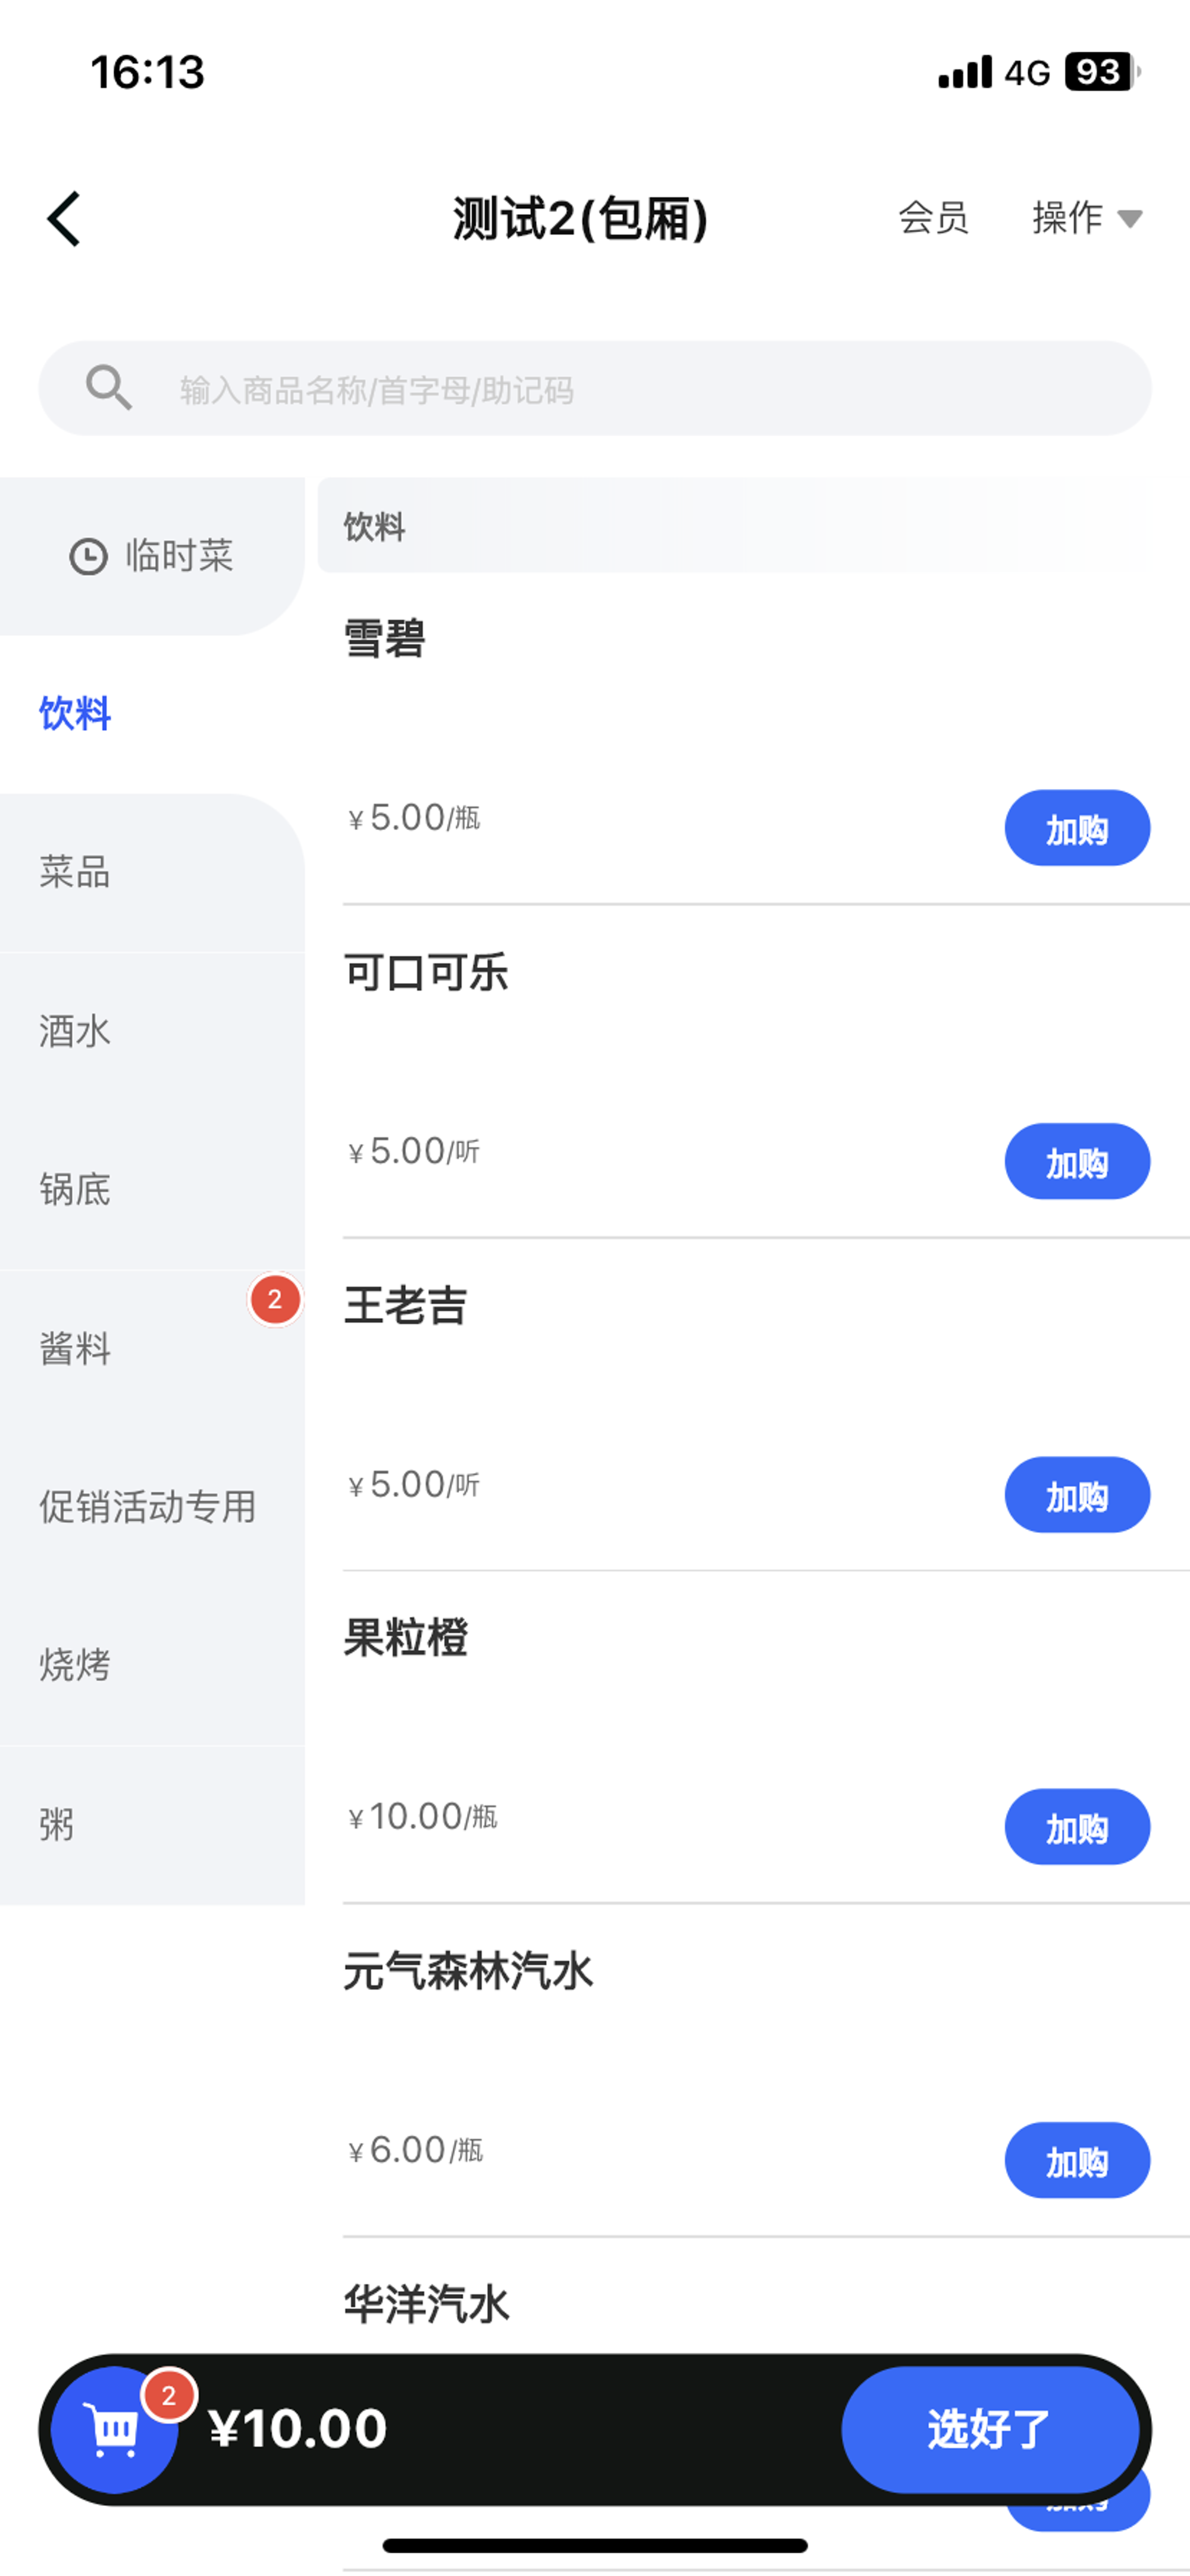 16:13
4G 93
测试2(包厢)
会员
操作
输入商品名称/首字母/助记码
临时菜
饮料
菜品
酒水
锅底
2
酱料
促销活动专用
烧烤
粥
饮料
雪碧
¥5.00/瓶
加购
可口可乐
¥5.00/听
加购
王老吉
¥5.00/听
加购
果粒橙
¥10.00/瓶
加购
元气森林汽水
¥6.00/瓶
加购
华洋汽水
加购
2
¥10.00
选好了